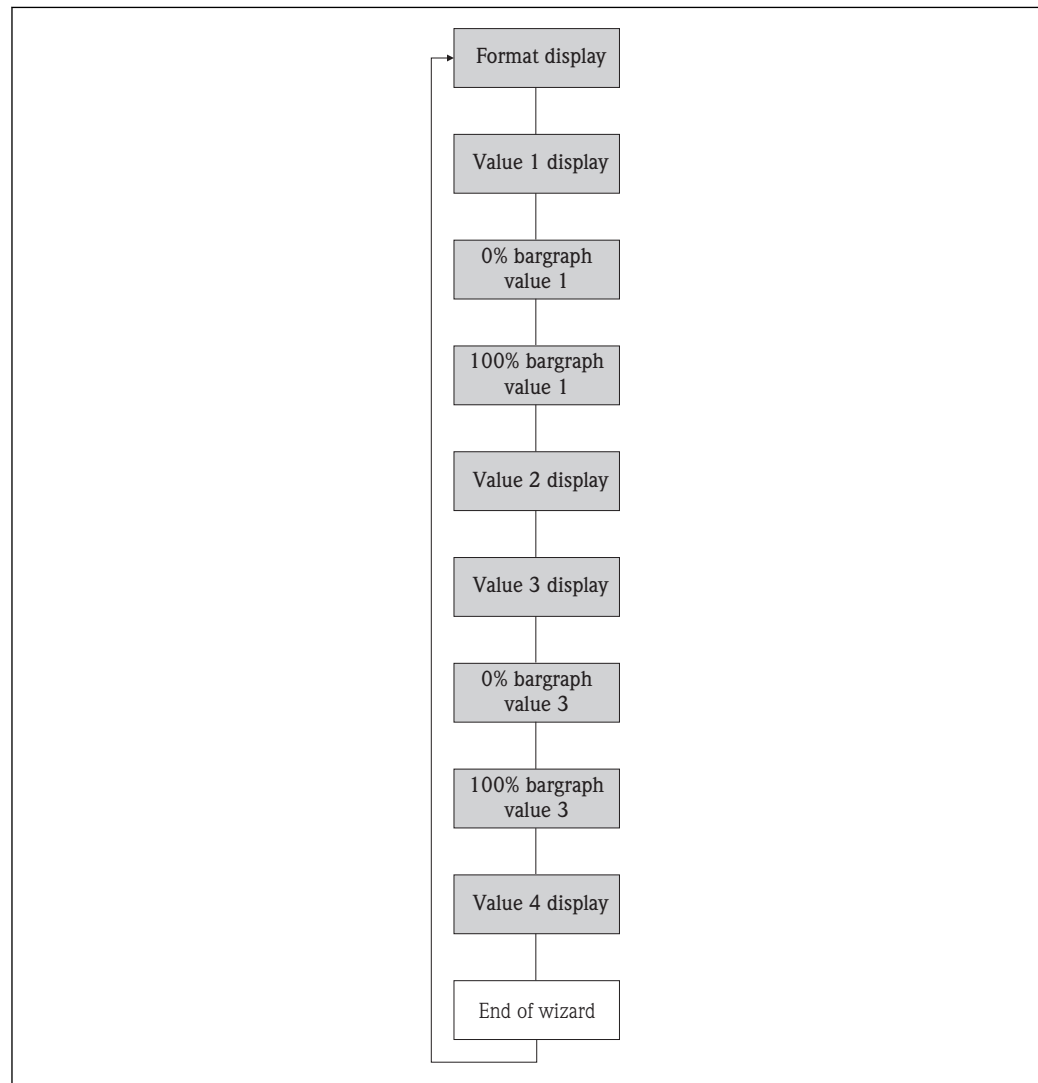 Format display
Value 1 display
0% bargraph
value 1
100% bargraph
value 1
Value 2 display
Value 3 display
0% bargraph
value 3
100% bargraph
value 3
Value 4 display
End of wizard